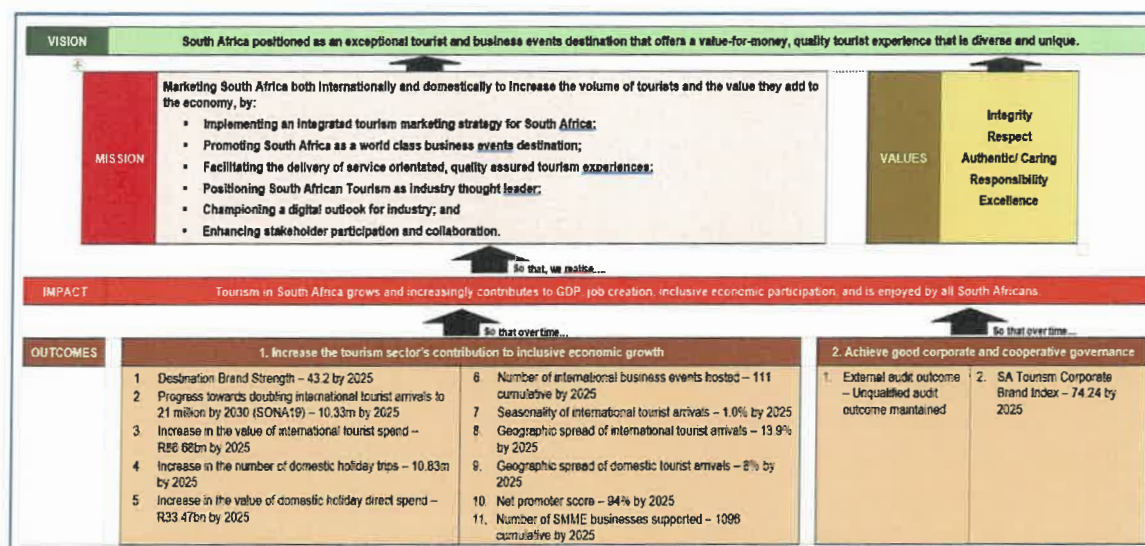 VISION
South Africa positioned as an exceptional tourist and business events destination that offers a value-for-money, quality tourist experience that is diverse and unique.
MISSION
Marketing South Africa both internationally and domestically to increase the volume of tourists and the value they add to
the economy, by:
▪ Implementing an integrated tourism marketing strategy for South Africa;
▪ Promoting South Africa as a world class business events destination;
▪ Facilitating the delivery of service orientated, quality assured tourism experiences;
▪ Positioning South African Tourism as industry thought leader;
▪ Championing a digital outlook for industry; and
▪ Enhancing stakeholder participation and collaboration.
VALUES
Integrity
Respect
Authentic/ Caring
Responsibility
Excellence
So that, we realise....
IMPACT
Tourism in South Africa grows and increasingly contributes to GDP, job creation, inclusive economic participation, and is enjoyed by all South Africans.
So that over time...
So that over time...
OUTCOMES
1. Increase the tourism sector's contribution to inclusive economic growth
1 Destination Brand Strength – 43.2 by 2025
2 Progress towards doubling international tourist arrivals to
21 million by 2030 (SONA19) – 10.33m by 2025
3. Increase in the value of international tourist spend –
by 2025
4 Increase in the number of domestic holiday trips – 10.83m
by 2025
5 Increase in the value of domestic holiday direct spend –
R33 47bn by 2025
6. Number of international business events hosted – 111
cumulative by 2025
7 Seasonality of international tourist arrivals – 1.0% by 2025
8. Geographic spread of international tourist arrivals – 13.9%
by 2025
9. Geographic spread of domestic tourist arrivals – by
2025
10. Net promoter score – 94% by 2025
11. Number of SMME businesses supported – 1096
cumulative by 2025
2. Achieve good corporate and cooperative governance
1. External audit outcome
– Unqualified audit
outcome maintained
2. SA Tourism Corporate
Brand Index – 74.24 by
2025